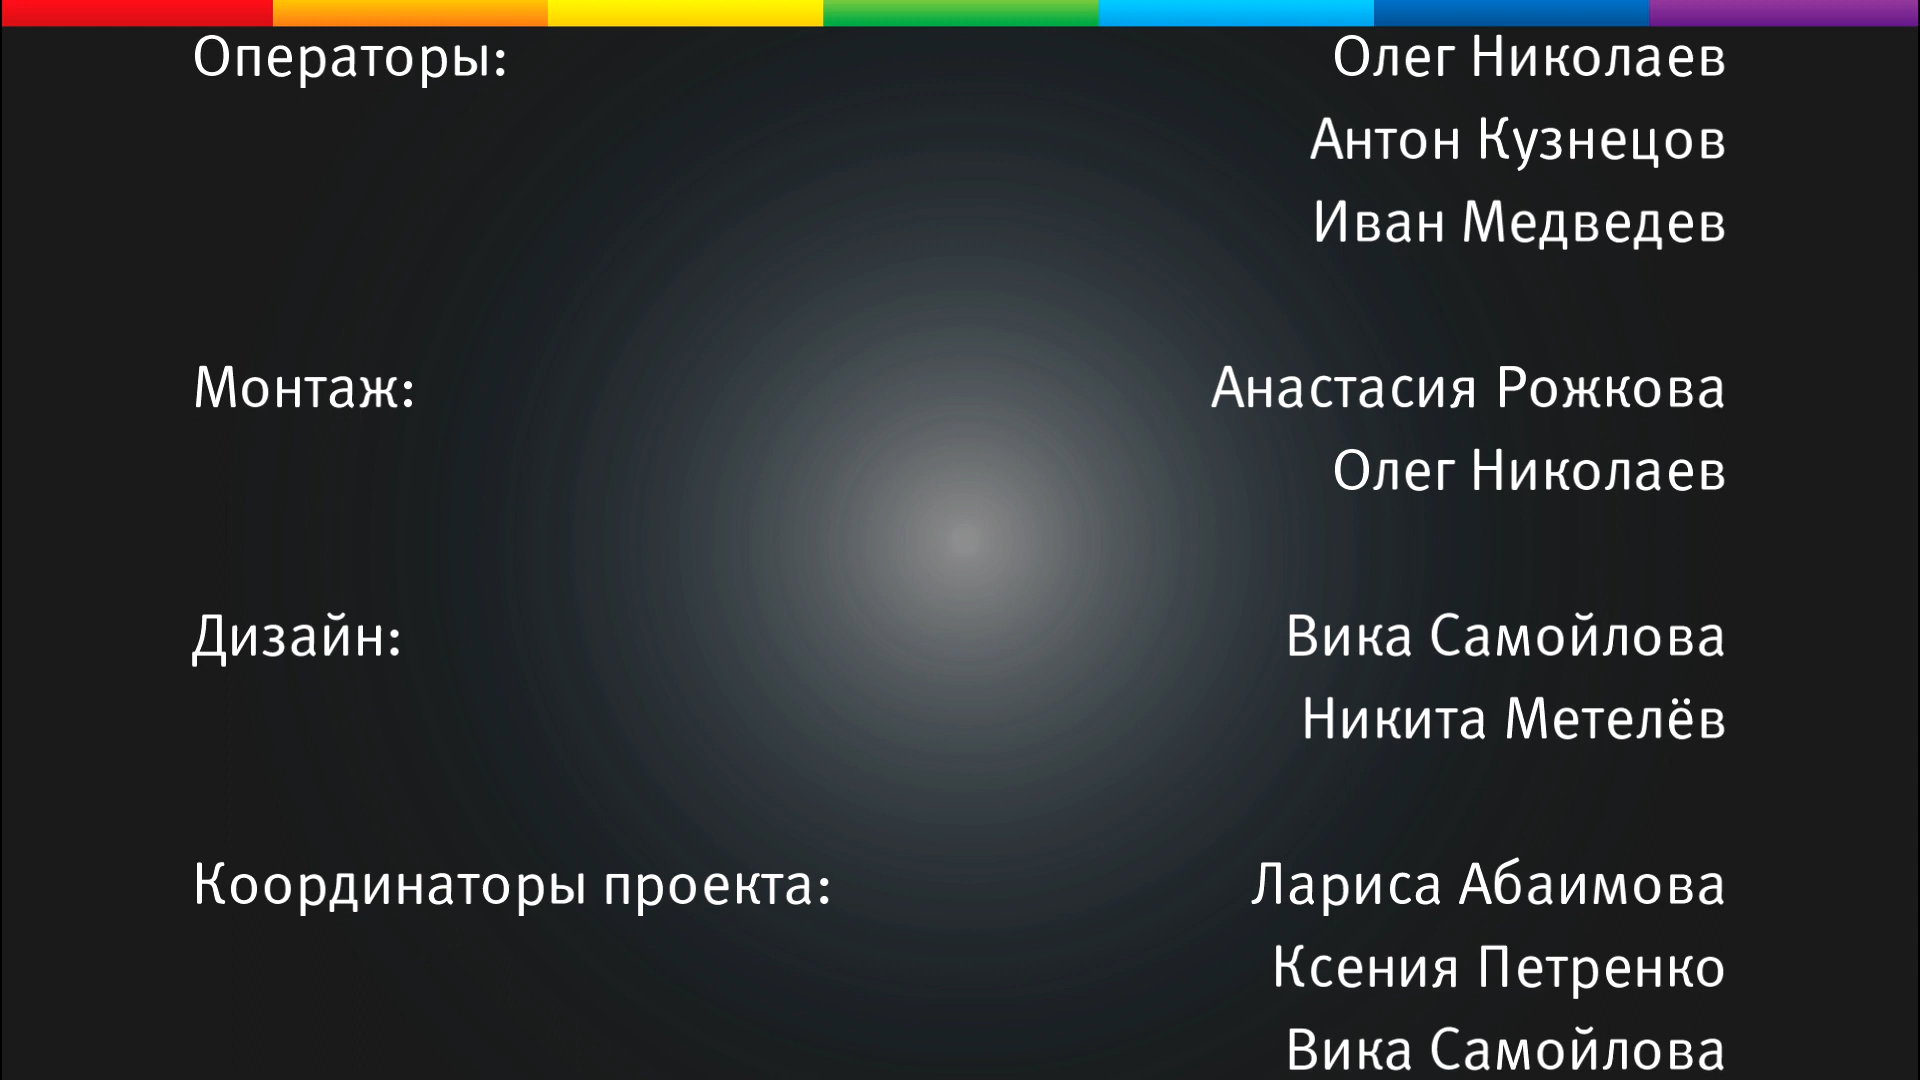 Операторы: Олег Николаев
Антон Кузнецов
Иван Медведев
Монтаж: Анастасия Рожкова
Олег Николаев
Дизайн: Вика Самойлова
Никита Метелёв
Координаторы проекта: Лариса Абаимова
Ксения Петренко
Вика Самойлова